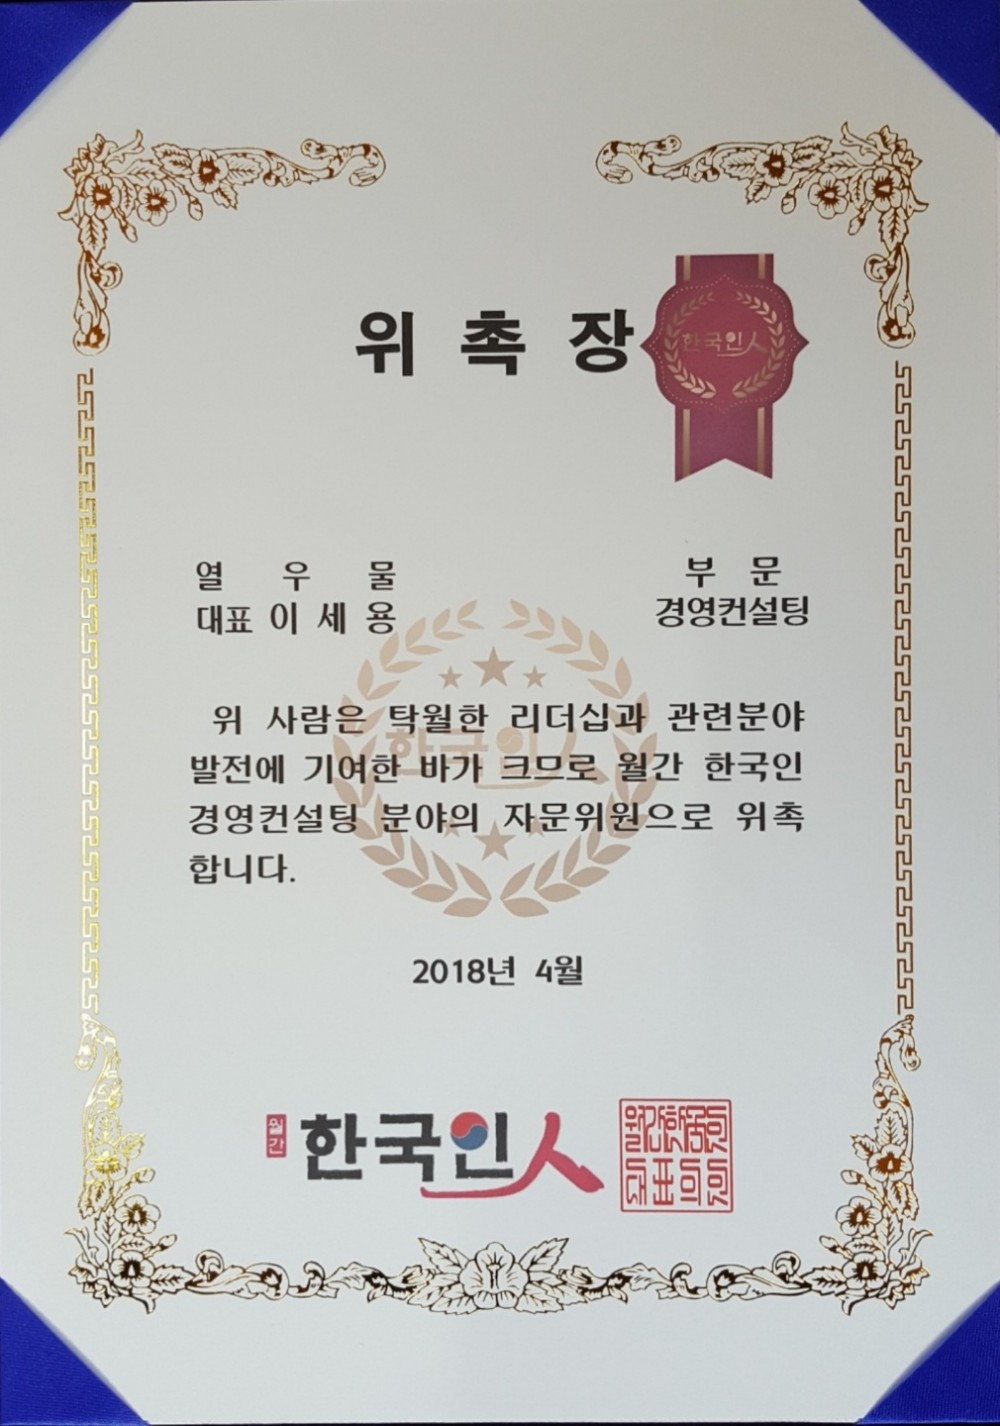 위 촉 장
한국인人
열 우 물
대표 이 세 용
부 문
경영컨설팅
위 사람은 탁월한 리더십과 관련분야
발전에 기여한 바가 크므로 월간 한국인
경영컨설팅 분야의 자문위원으로 위촉
합니다.
한국인人
2018년 4월
월간
한국인人